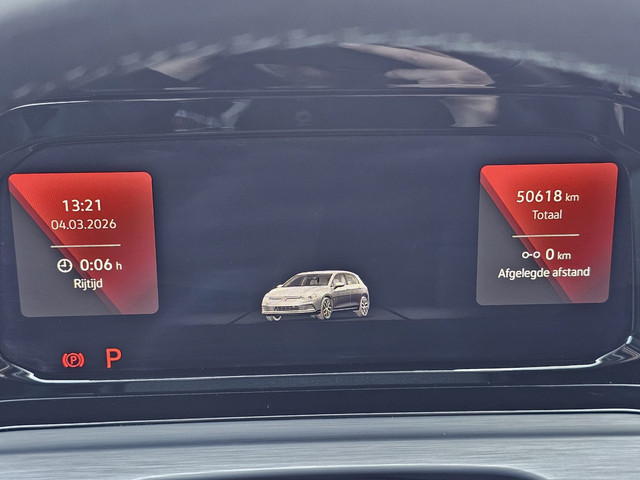 13:21
04.03.2026
0:06 h
Rijtijd
50618 km
Totaal
0 km
Afgelegde afstand
(P) P